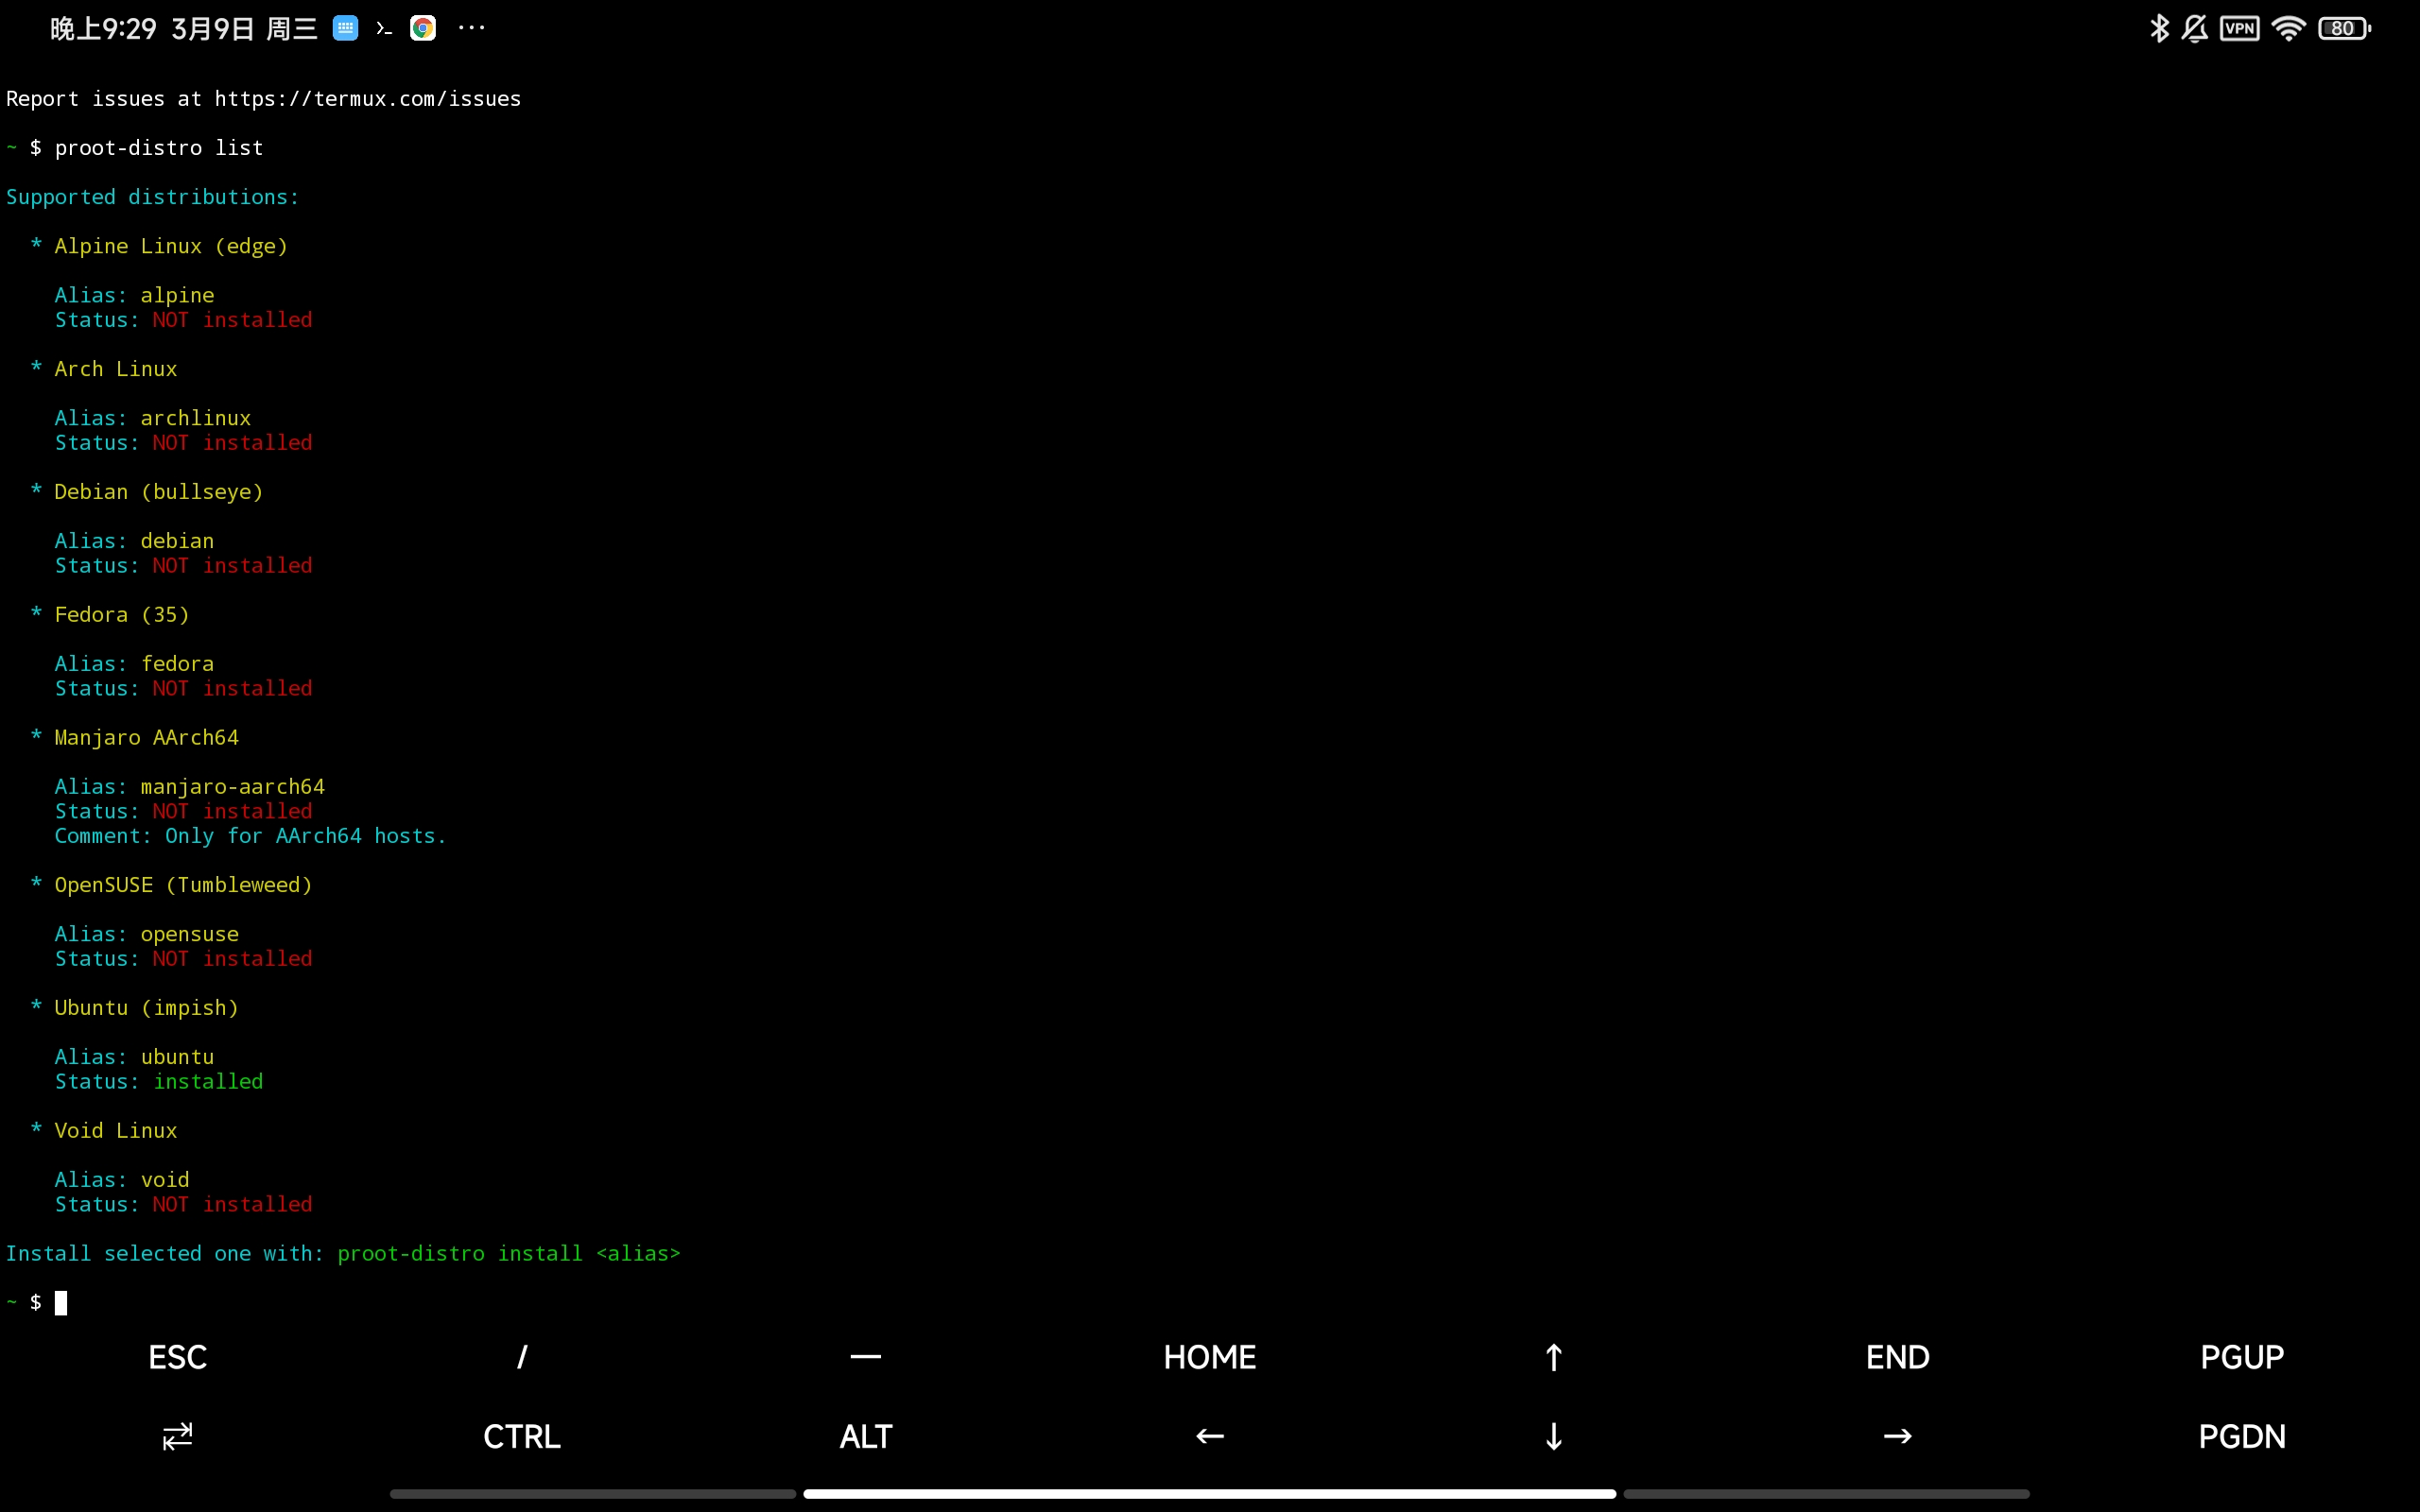 晚上9:29 3月9日 周三 ···
VPN 80
Report issues at https://termux.com/issues
~ $ proot-distro list
Supported distributions:
* Alpine Linux (edge)
Alias: alpine
Status: NOT installed
* Arch Linux
Alias: archlinux
Status: NOT installed
* Debian (bullseye)
Alias: debian
Status: NOT installed
* Fedora (35)
Alias: fedora
Status: NOT installed
* Manjaro AArch64
Alias: manjaro-aarch64
Status: NOT installed
Comment: Only for AArch64 hosts.
* OpenSUSE (Tumbleweed)
Alias: opensuse
Status: NOT installed
* Ubuntu (impish)
Alias: ubuntu
Status: installed
* Void Linux
Alias: void
Status: NOT installed
Install selected one with: proot-distro install <alias>
~ $
ESC / — HOME ↑ END PGUP
⇄ CTRL ALT ← ↓ → PGDN